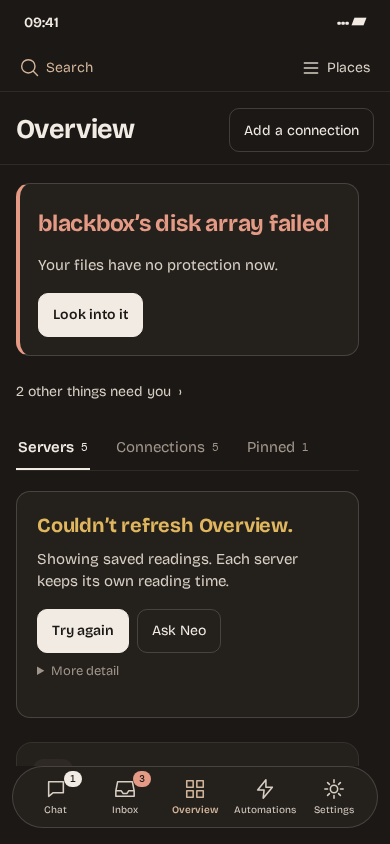 09:41
Search
Places
Overview
Add a connection
blackbox's disk array failed
Your files have no protection now.
Look into it
2 other things need you ›
Servers 5
Connections 5
Pinned 1
Couldn't refresh Overview.
Showing saved readings. Each server
keeps its own reading time.
Try again
Ask Neo
More detail
1
3
Chat
Inbox
Overview
Automations
Settings